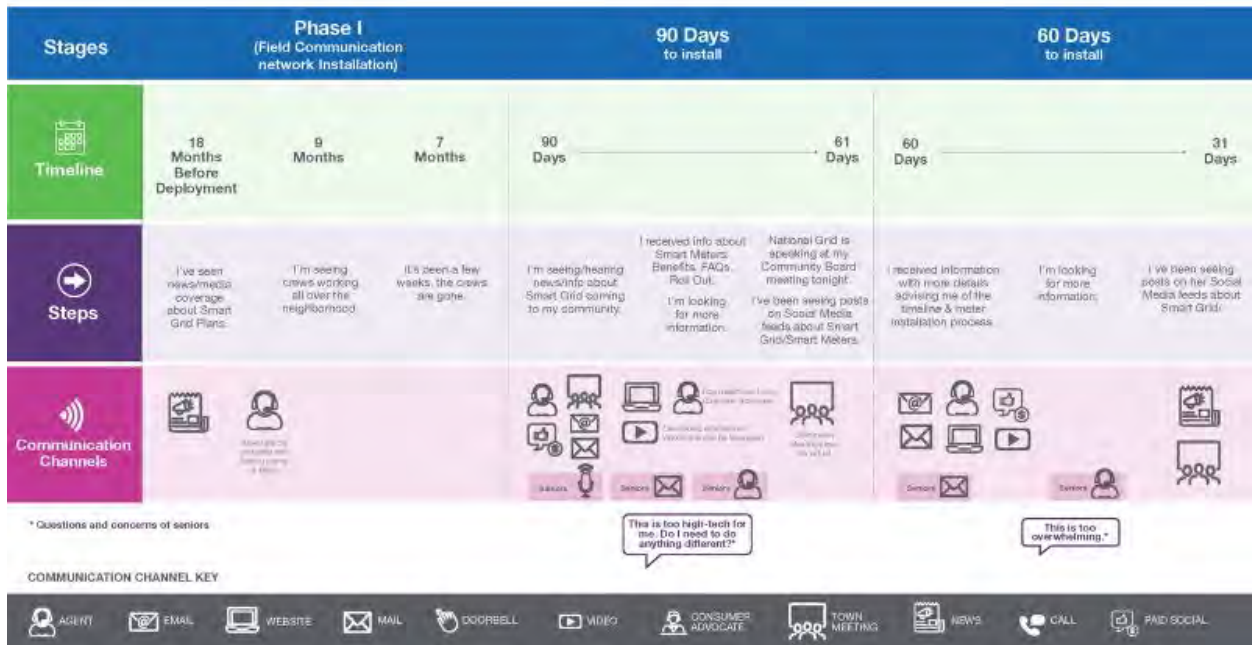 Stages
Phase I
(Field Communication
network Installation)
90 Days
to install
60 Days
to install
Timeline
18
Months
Before
Deployment
9
Months
7
Months
90
Days
61
Days
60
Days
31
Days
Steps
I've seen
news/media
coverage
about Smart
Grid Plans.
I'm seeing
crews working
all over the
neighborhood.
It's been a few
weeks, the crews
are gone.
I'm seeing/hearing
news/info about
Smart Grid coming
to my community.
I received info about
Smart Meters:
Benefits, FAQs,
Roll Out.
I'm looking
for more
information.
National Grid is
speaking at my
Community Board
meeting tonight.
I've been seeing posts
on Social Media
feeds about Smart
Grid/Smart Meters.
I received information
with more details
advising me of the
timeline & meter
installation process.
I'm looking
for more
information.
I've been seeing
posts on her Social
Media feeds about
Smart Grid.
Communication
Channels
Seniors
Seniors
Seniors
Seniors
Seniors
* Questions and concerns of seniors
This is too high-tech for
me. Do I need to do
anything different?*
This is too
overwhelming.*
COMMUNICATION CHANNEL KEY
AGENT
EMAIL
WEBSITE
MAIL
DOORBELL
VIDEO
CONSUMER
ADVOCATE
TOWN
MEETING
NEWS
CALL
PAID SOCIAL